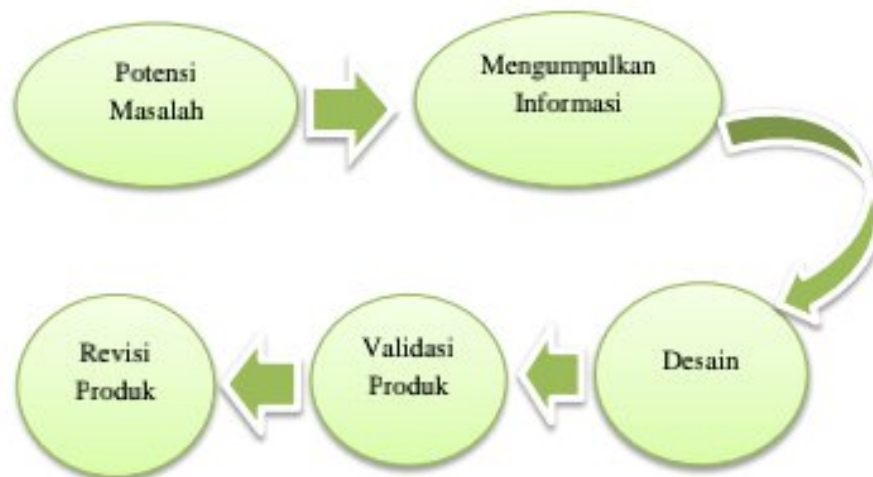 Potensi
Masalah
Mengumpulkan
Informasi
Desain
Validasi
Produk
Revisi
Produk